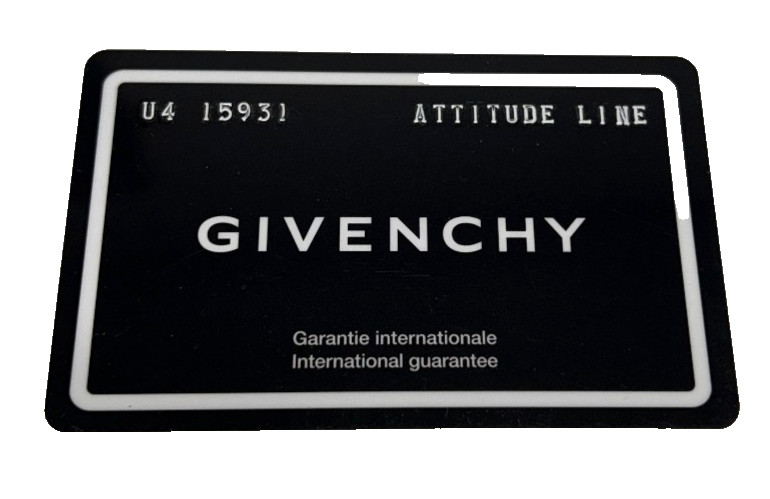 U4 15931 ATTITUDE LINE
GIVENCHY
Garantie internationale
International guarantee